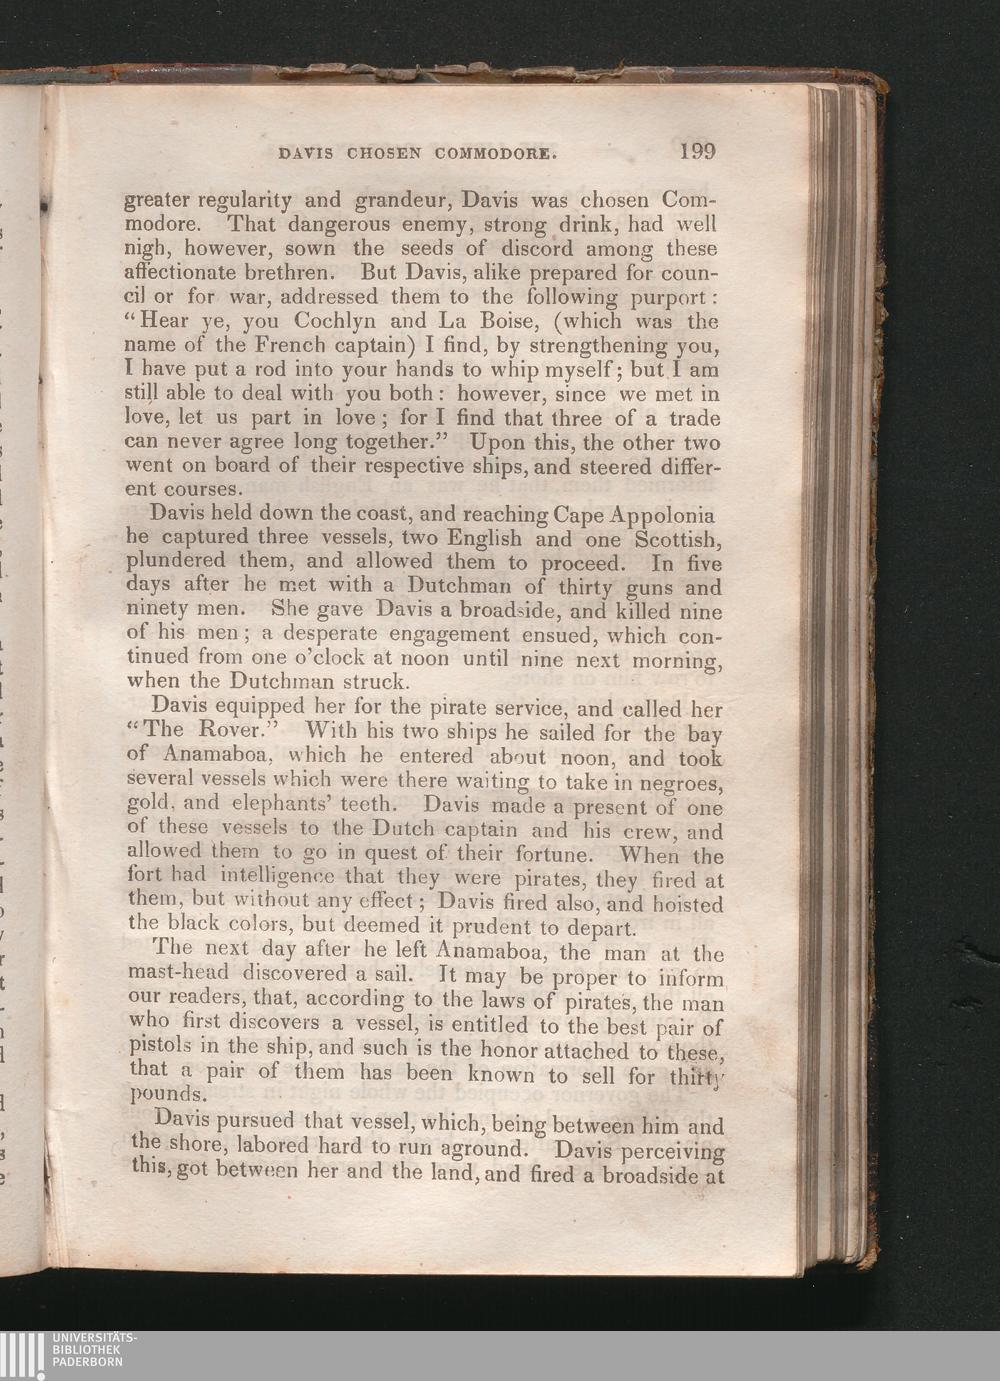 DAVIS CHOSEN COMMODORE. 199
greater regularity and grandeur, Davis was chosen Com-
modore. That dangerous enemy, strong drink, had well
nigh, however, sown the seeds of discord among these
affectionate brethren. But Davis, alike prepared for coun-
cil or for war, addressed them to the following purport:
"Hear ye, you Cochlyn and La Boise, (which was the
name of the French captain) I find, by strengthening you,
I have put a rod into your hands to whip myself; but I am
still able to deal with you both: however, since we met in
love, let us part in love; for I find that three of a trade
can never agree long together." Upon this, the other two
went on board of their respective ships, and steered differ-
ent courses.
Davis held down the coast, and reaching Cape Appolonia
he captured three vessels, two English and one Scottish,
plundered them, and allowed them to proceed. In five
days after he met with a Dutchman of thirty guns and
ninety men. She gave Davis a broadside, and killed nine
of his men; a desperate engagement ensued, which con-
tinued from one o'clock at noon until nine next morning,
when the Dutchman struck.
Davis equipped her for the pirate service, and called her
"The Rover." With his two ships he sailed for the bay
of Anamaboa, which he entered about noon, and took
several vessels which were there waiting to take in negroes,
gold, and elephants' teeth. Davis made a present of one
of these vessels to the Dutch captain and his crew, and
allowed them to go in quest of their fortune. When the
fort had intelligence that they were pirates, they fired at
them, but without any effect; Davis fired also, and hoisted
the black colors, but deemed it prudent to depart.
The next day after he left Anamaboa, the man at the
mast-head discovered a sail. It may be proper to inform
our readers, that, according to the laws of pirates, the man
who first discovers a vessel, is entitled to the best pair of
pistols in the ship, and such is the honor attached to these,
that a pair of them has been known to sell for thirty
pounds.
Davis pursued that vessel, which, being between him and
the shore, labored hard to run aground. Davis perceiving
this, got between her and the land, and fired a broadside at
UNIVERSITÄTS-
BIBLIOTHEK
PADERBORN